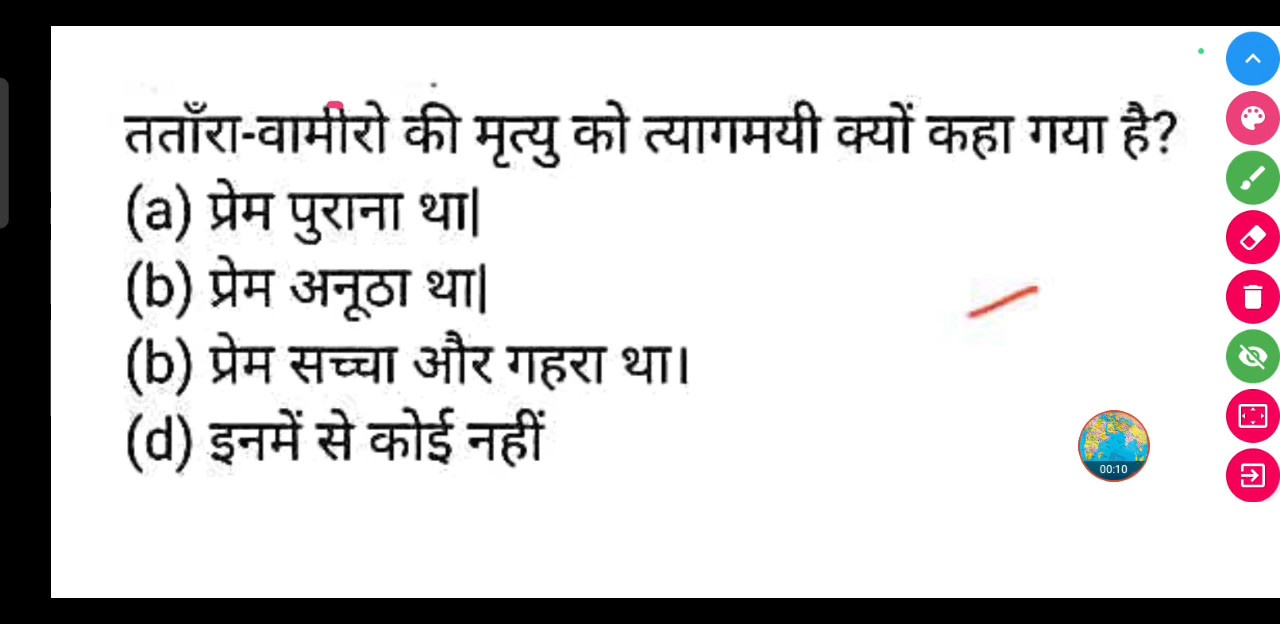 तताँरा-वामीरो की मृत्यु को त्यागमयी क्यों कहा गया है?
(a) प्रेम पुराना था|
(b) प्रेम अनूठा था|
(b) प्रेम सच्चा और गहरा था।
(d) इनमें से कोई नहीं
00:10